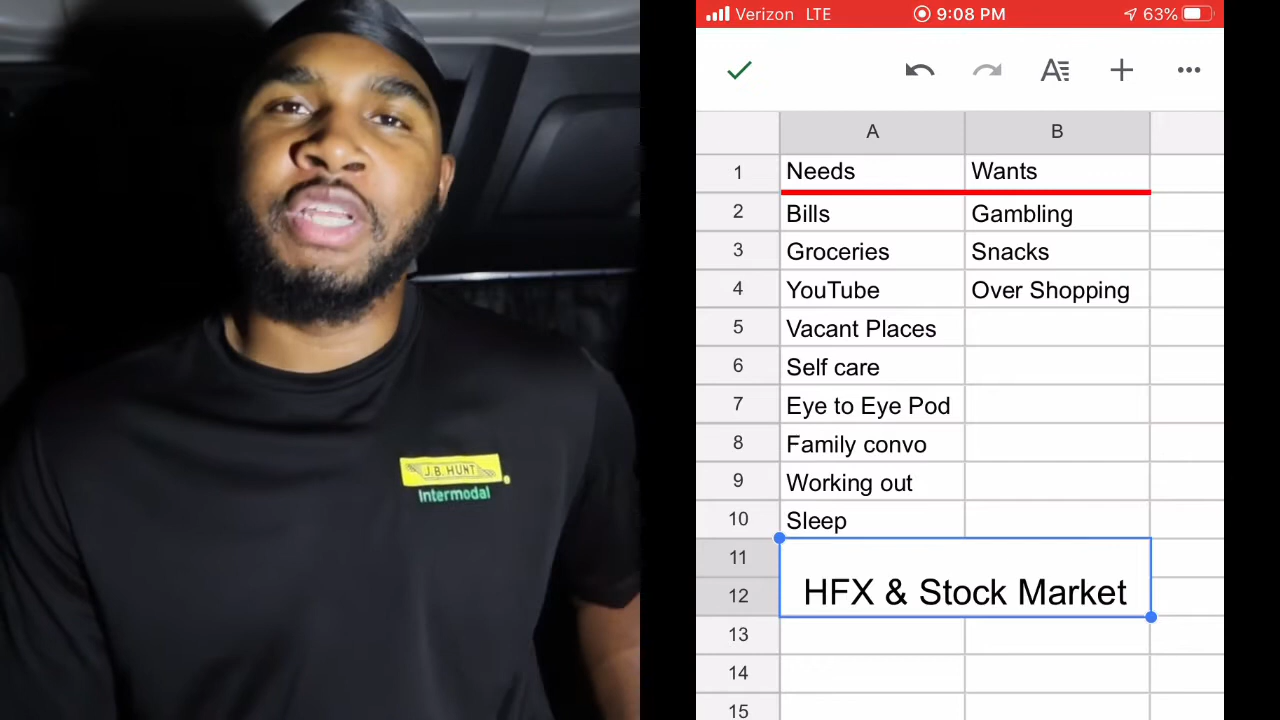 J.B. HUNT
Intermodal
Verizon LTE 9:08 PM 63%
A B
1 Needs Wants
2 Bills Gambling
3 Groceries Snacks
4 YouTube Over Shopping
5 Vacant Places
6 Self care
7 Eye to Eye Pod
8 Family convo
9 Working out
10 Sleep
11
HFX & Stock Market
12
13
14
15